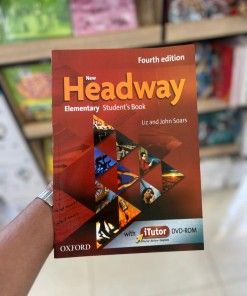 Fourth edition
New
Headway
Elementary Student's Book
Liz and John Soars
OXFORD
with iTutor DVD-ROM